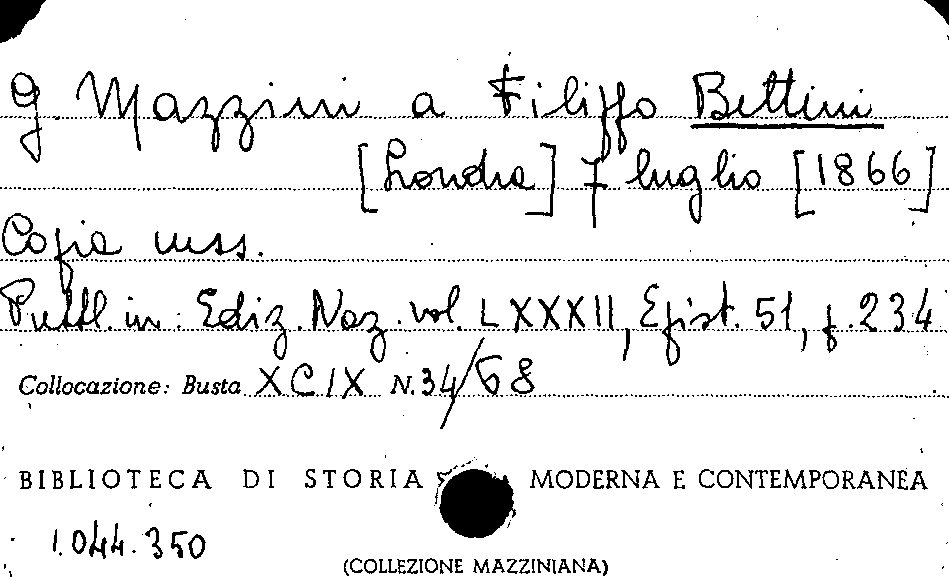 G. Mazzini a Filippo Bettini
[Londra] 7 luglio [1866]
Copia mss.
Pubbl. in Ediz. Naz. vol. LXXXII, Epist. 51, p. 234
Collocazione: Busta XCIX N. 34/68
BIBLIOTECA DI STORIA MODERNA E CONTEMPORANEA
1.044.350
(COLLEZIONE MAZZINIANA)